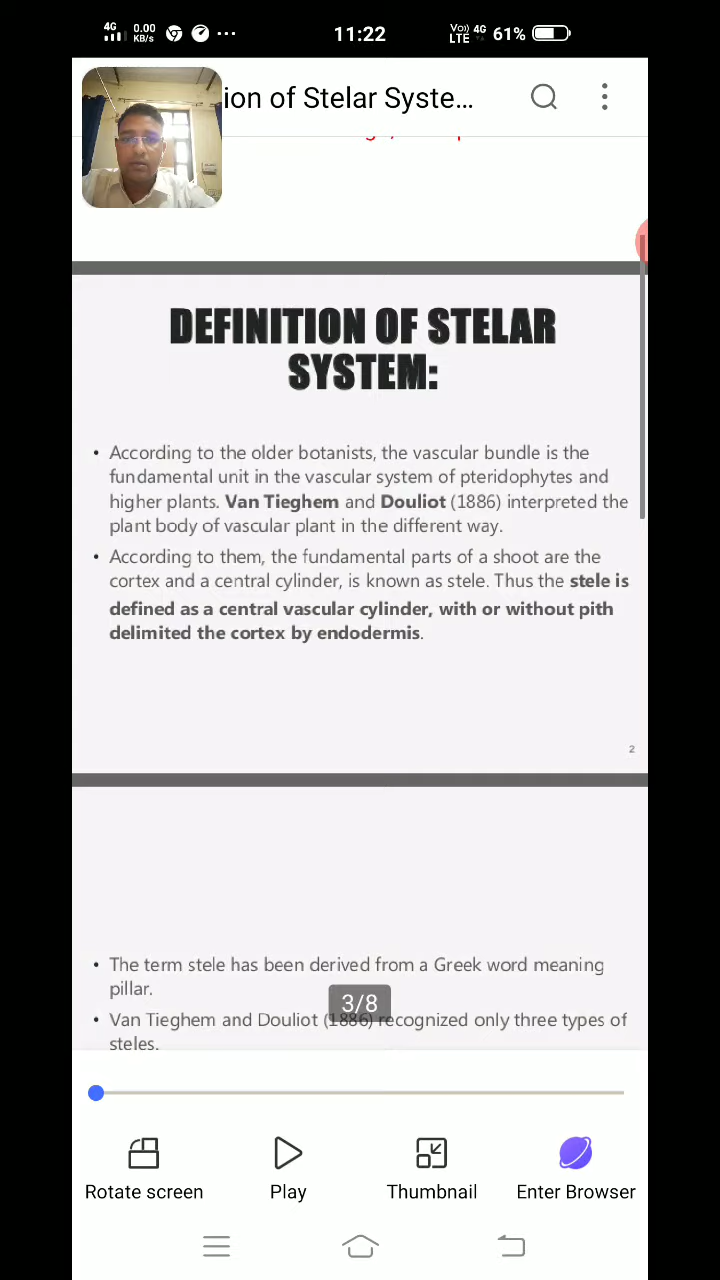 4G 0.00 KB/s 11:22 Vo) LTE 4G 61%
ion of Stelar Syste...
DEFINITION OF STELAR
SYSTEM:
• According to the older botanists, the vascular bundle is the
fundamental unit in the vascular system of pteridophytes and
higher plants. Van Tieghem and Douliot (1886) interpreted the
plant body of vascular plant in the different way.
• According to them, the fundamental parts of a shoot are the
cortex and a central cylinder, is known as stele. Thus the stele is
defined as a central vascular cylinder, with or without pith
delimited the cortex by endodermis.
2
• The term stele has been derived from a Greek word meaning
pillar.
3/8
• Van Tieghem and Douliot (1886) recognized only three types of
steles.
Rotate screen Play Thumbnail Enter Browser